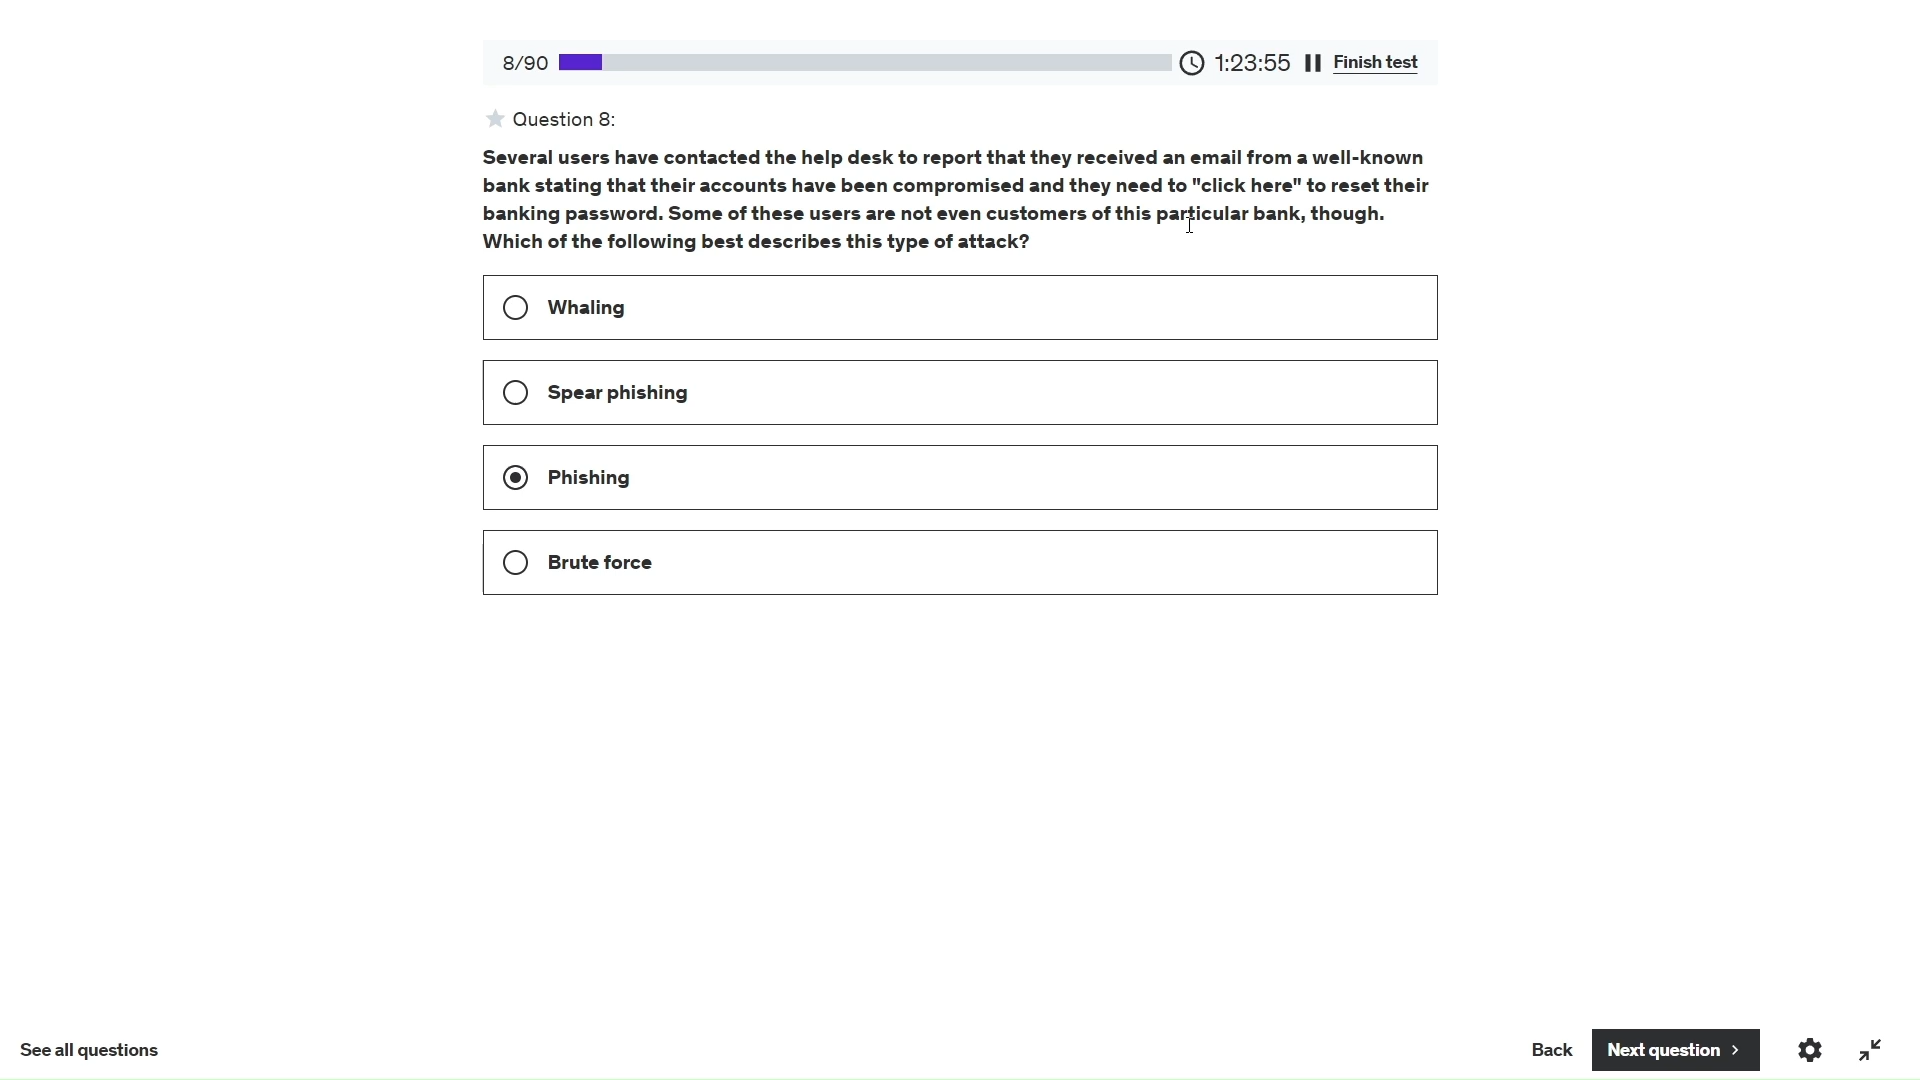 8/90 1:23:55 Finish test
Question 8:
Several users have contacted the help desk to report that they received an email from a well-known
bank stating that their accounts have been compromised and they need to "click here" to reset their
banking password. Some of these users are not even customers of this particular bank, though.
Which of the following best describes this type of attack?
Whaling
Spear phishing
Phishing
Brute force
See all questions Back Next question